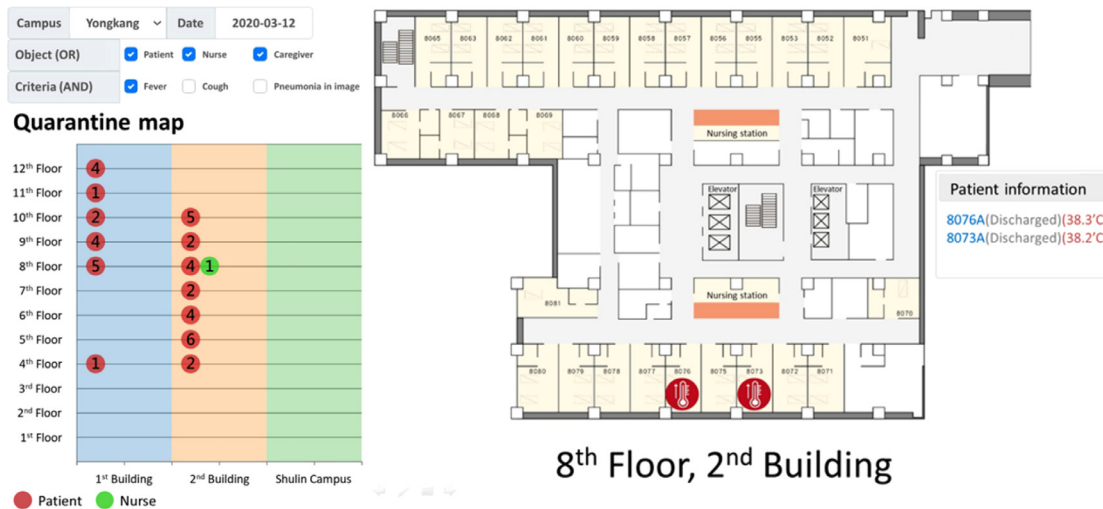 Campus Yongkang Date 2020-03-12
Object (OR) Patient Nurse Caregiver
Criteria (AND) Fever Cough Pneumonia in image
Quarantine map
12th Floor 4
11th Floor 1
10th Floor 2 5
9th Floor 4 2
8th Floor 5 4 1
7th Floor 2
6th Floor 4
5th Floor 6
4th Floor 1 2
3rd Floor
2nd Floor
1st Floor
1st Building 2nd Building Shulin Campus
Patient Nurse
8065 8063 8062 8061 8060 8059 8058 8057 8056 8055 8053 8052 8051
8066 8067 8068 8069
Nursing station
Elevator Elevator
Nursing station
8081 8070
8080 8079 8078 8077 8076 8075 8073 8072 8071
8th Floor, 2nd Building
Patient information
8076A(Discharged)(38.3'C
8073A(Discharged)(38.2'C